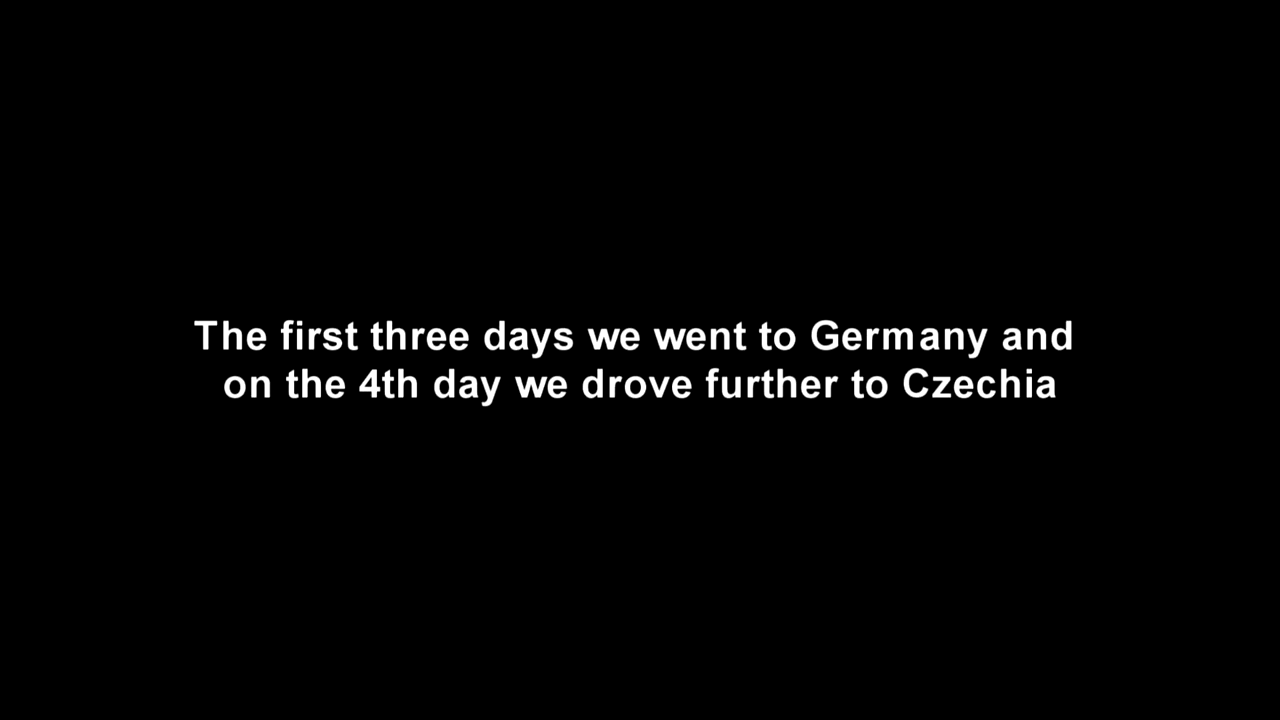 The first three days we went to Germany and
on the 4th day we drove further to Czechia